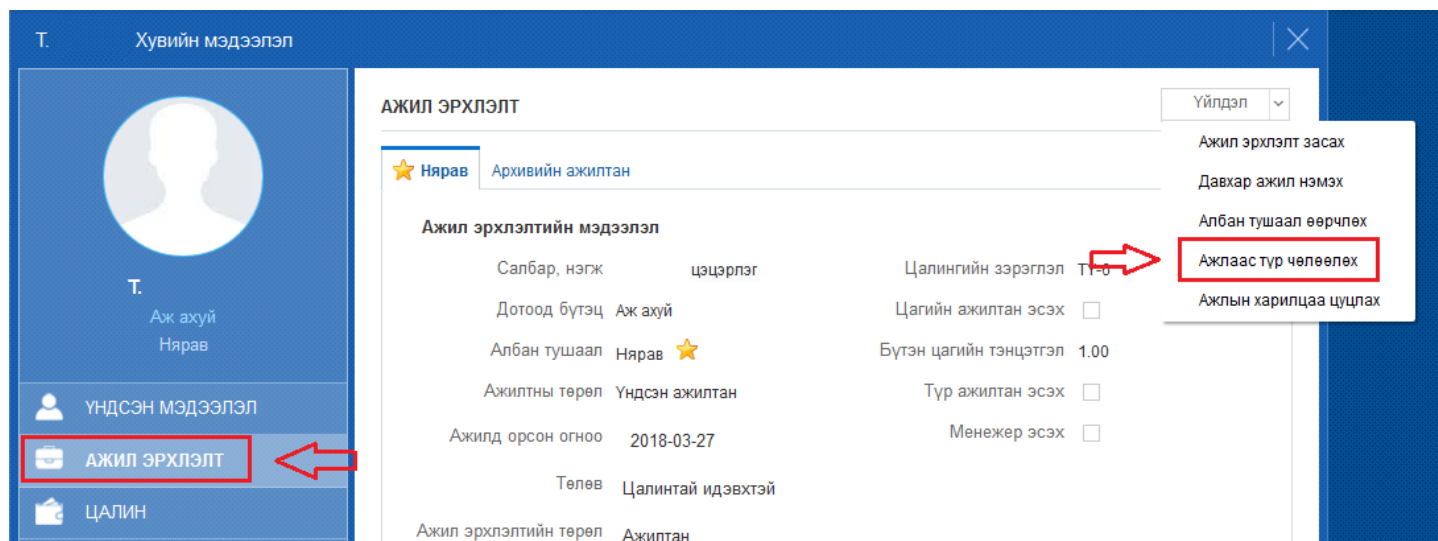 Т. Хувийн мэдээлэл
Т.
Аж ахуй
Нярав
ҮНДСЭН МЭДЭЭЛЭЛ
АЖИЛ ЭРХЛЭЛТ
ЦАЛИН
АЖИЛ ЭРХЛЭЛТ
Үйлдэл
Ажил эрхлэлт засах
Давхар ажил нэмэх
Албан тушаал өөрчлөх
Ажлаас түр чөлөөлөх
Ажлын харилцаа цуцлах
Нярав Архивийн ажилтан
Ажил эрхлэлтийн мэдээлэл
Салбар, нэгж цэцэрлэг Цалингийн зэрэглэл ТҮ-6
Дотоод бүтэц Аж ахуй Цагийн ажилтан эсэх
Албан тушаал Нярав Бүтэн цагийн тэнцэтгэл 1.00
Ажилтны төрөл Үндсэн ажилтан Түр ажилтан эсэх
Ажилд орсон огноо 2018-03-27 Менежер эсэх
Төлөв Цалинтай идэвхтэй
Ажил эрхлэлтийн төрөл Ажилтан